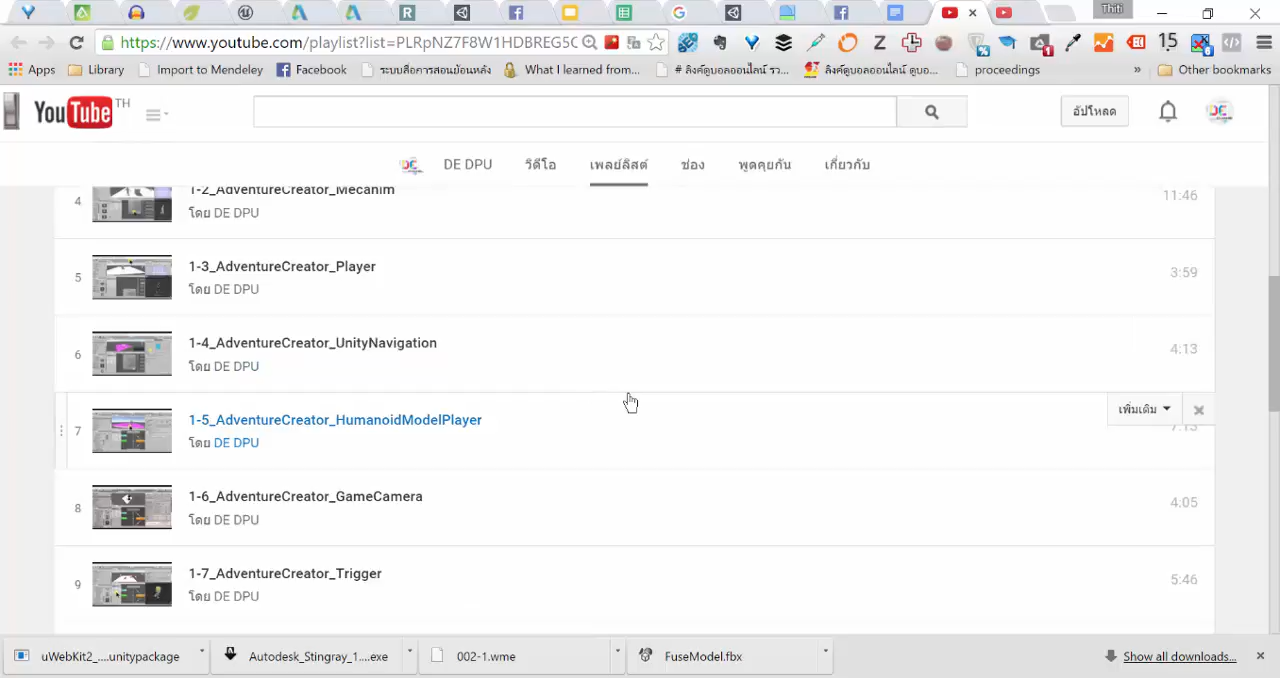 Thiti
https://www.youtube.com/playlist?list=PLRpNZ7F8W1HDBREG5C
Apps Library Import to Mendeley Facebook ระบบสื่อการสอนย้อนหลัง What I learned from... # ลิงค์ดูบอลออนไลน์ รว... ลิงค์ดูบอลออนไลน์ ดูบอ... proceedings » Other bookmarks
YouTube TH
อัปโหลด
DE DPU วิดีโอ เพลย์ลิสต์ ช่อง พูดคุยกัน เกี่ยวกับ
4 1-2_AdventureCreator_Mecanim 11:46
โดย DE DPU
5 1-3_AdventureCreator_Player 3:59
โดย DE DPU
6 1-4_AdventureCreator_UnityNavigation 4:13
โดย DE DPU
เพิ่มเติม
7 1-5_AdventureCreator_HumanoidModelPlayer
โดย DE DPU
8 1-6_AdventureCreator_GameCamera 4:05
โดย DE DPU
9 1-7_AdventureCreator_Trigger 5:46
โดย DE DPU
uWebKit2_....unitypackage Autodesk_Stingray_1....exe 002-1.wme FuseModel.fbx Show all downloads...